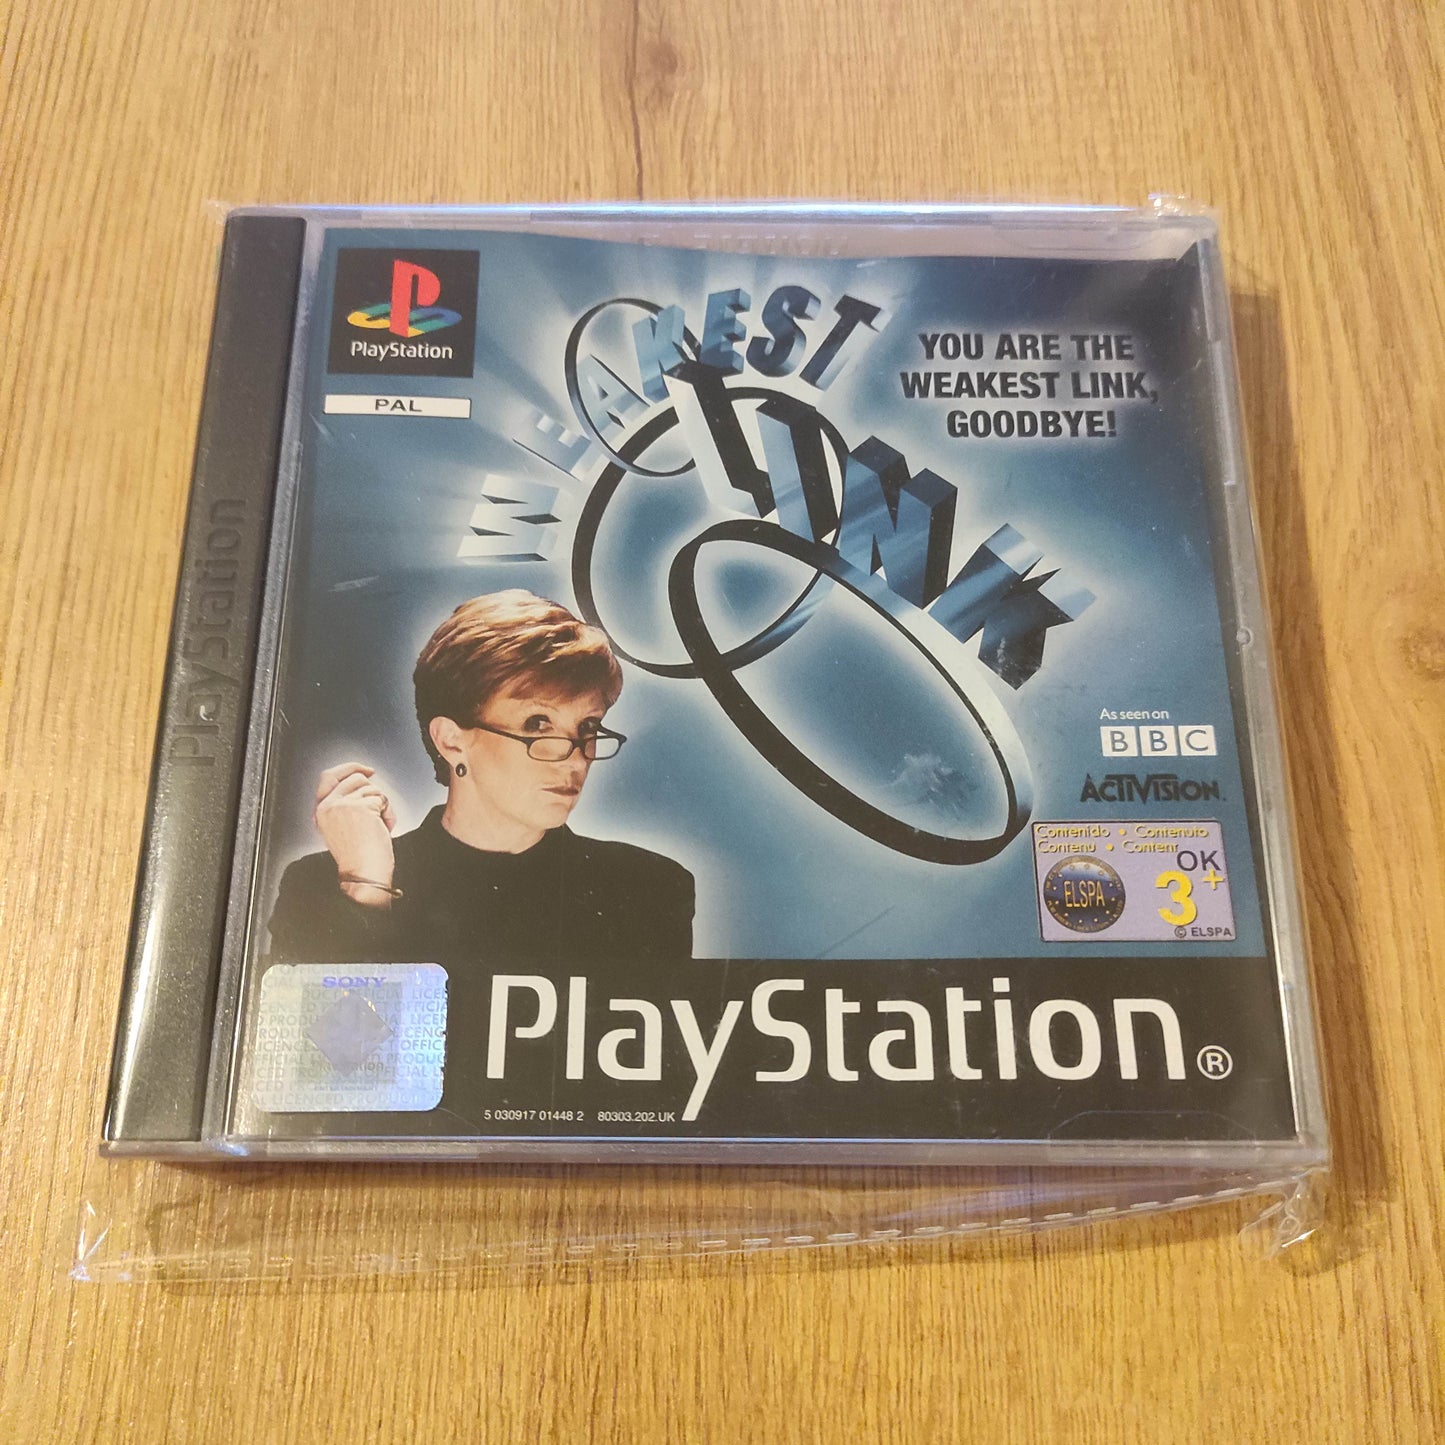 PlayStation
PlayStation
PAL
WEAKEST
LINK
YOU ARE THE
WEAKEST LINK,
GOODBYE!
As seen on
BBC
ACTIVISION.
Contenido • Contenuto
Contenu • Content
OK
ELSPA
3+
© ELSPA
SONY
PlayStation®
5 030917 01448 2 80303.202.UK